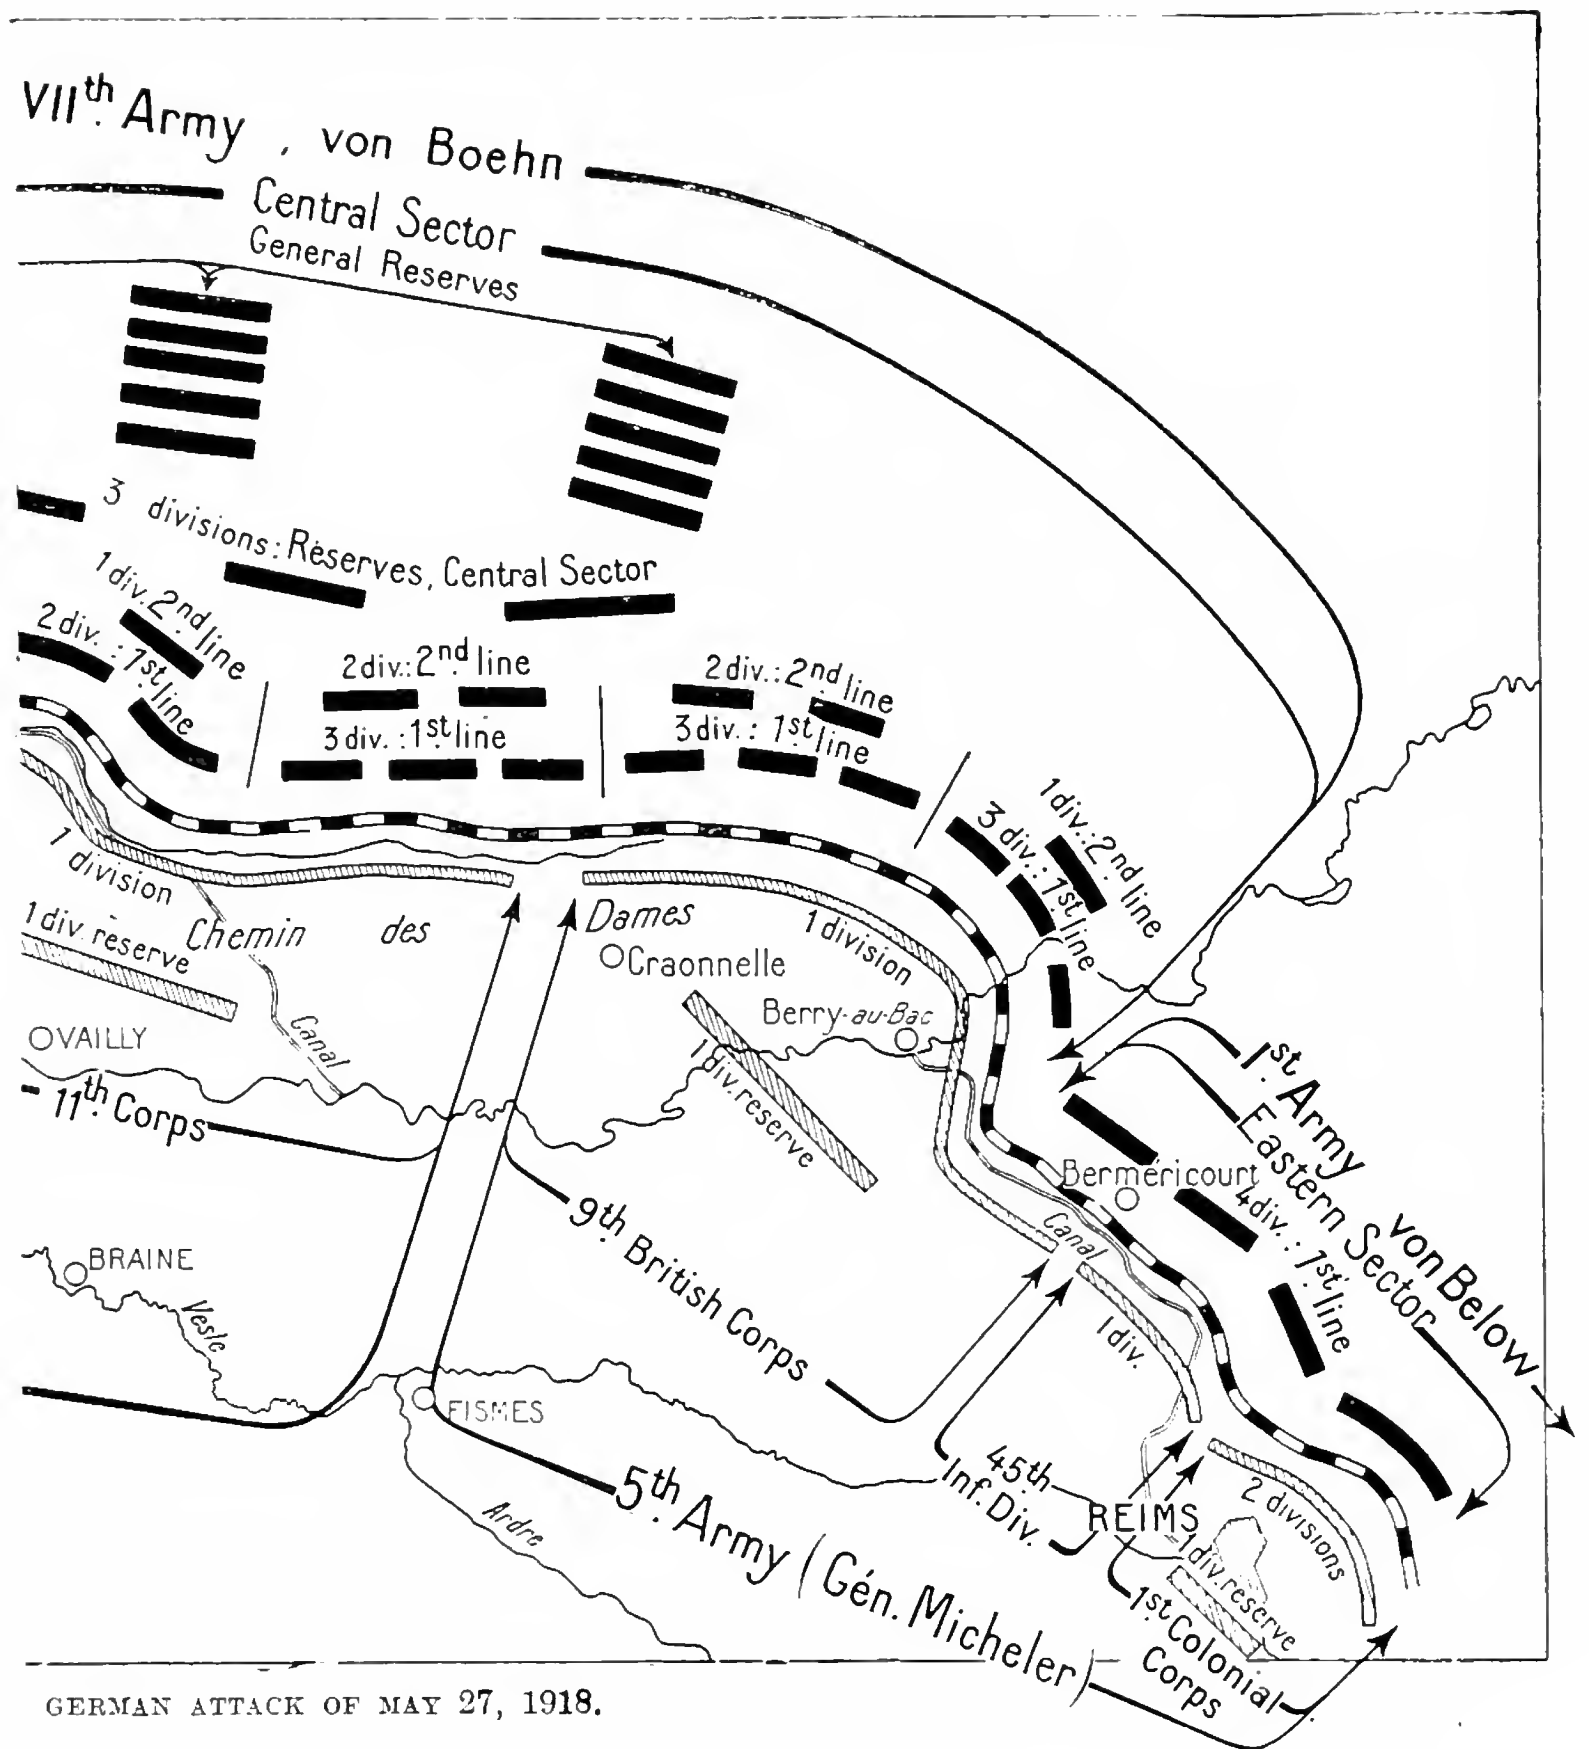 VIIth Army, von Boehn
Central Sector
General Reserves
3 divisions: Réserves, Central Sector
1 div. 2nd line
2 div.: 1st line
2 div.: 2nd line
3 div.: 1st line
2 div.: 2nd line
3 div.: 1st line
1 div.: 2nd line
3 div.: 1st line
1 division
1 div. réserve
Chemin des Dames
Craonnelle
1 division
Berry-au-Bac
1 div. reserve
VAILLY
Canal
11th Corps
1st Army von Below
Eastern Sector
Berméricourt
4 div.: 1st line
9th British Corps
Canal
1 div.
BRAINE
Vesle
FISMES
Ardre
45th
Inf. Div.
REIMS
2 divisions
1 div. reserve
1st Colonial
Corps
5th Army (Gén. Micheler)
GERMAN ATTACK OF MAY 27, 1918.